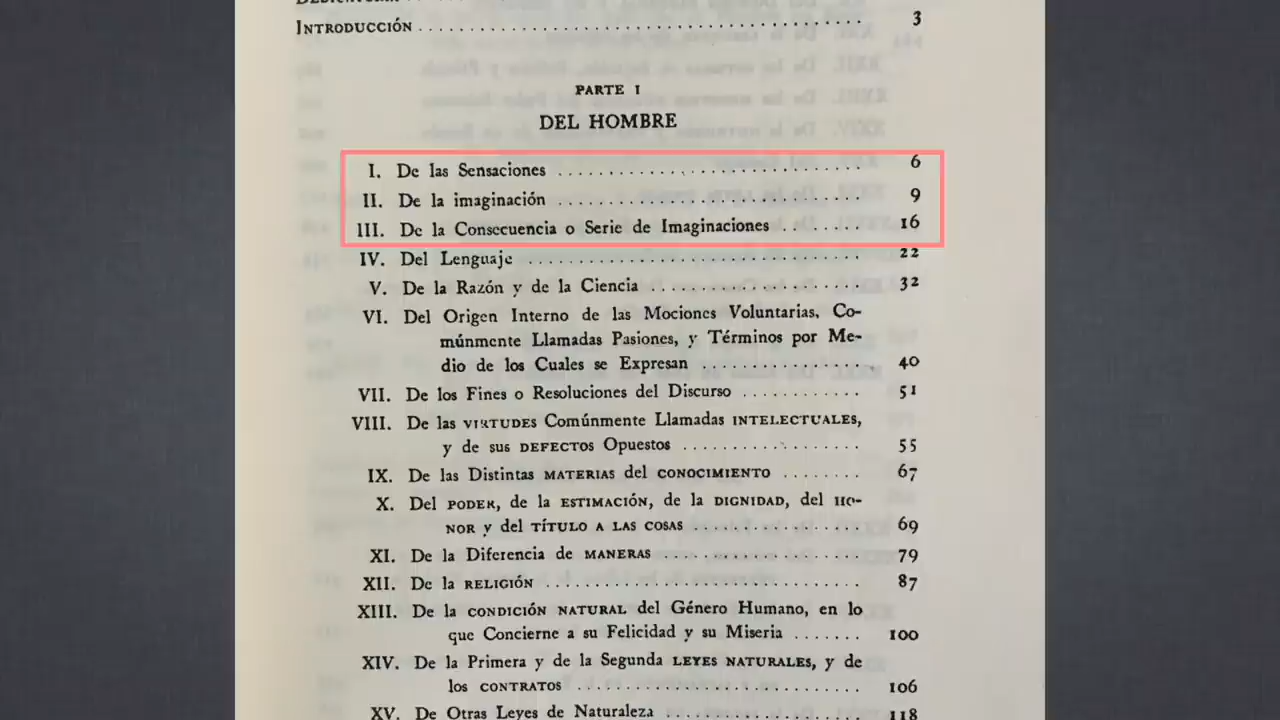 INTRODUCCIÓN . . . . . . . . . . . . . . . . . . . . 3
PARTE I
DEL HOMBRE
I. De las Sensaciones . . . . . . . . . . . . . . . . . . . . 6
II. De la imaginación . . . . . . . . . . . . . . . . . . . . 9
III. De la Consecuencia o Serie de Imaginaciones . . . . . . 16
IV. Del Lenguaje . . . . . . . . . . . . . . . . . . . . 22
V. De la Razón y de la Ciencia . . . . . . . . . . . . . . 32
VI. Del Origen Interno de las Mociones Voluntarias, Co-
múnmente Llamadas Pasiones, y Términos por Me-
dio de los Cuales se Expresan . . . . . . . . . . . . 40
VII. De los Fines o Resoluciones del Discurso . . . . . . . . 51
VIII. De las VIRTUDES Comúnmente Llamadas INTELECTUALES,
y de sus DEFECTOS Opuestos . . . . . . . . . . . . 55
IX. De las Distintas MATERIAS del CONOCIMIENTO . . . . . . 67
X. Del PODER, de la ESTIMACIÓN, de la DIGNIDAD, del HO-
NOR y del TÍTULO A LAS COSAS . . . . . . . . . . . . 69
XI. De la Diferencia de MANERAS . . . . . . . . . . . . . . 79
XII. De la RELIGIÓN . . . . . . . . . . . . . . . . . . . . 87
XIII. De la CONDICIÓN NATURAL del Género Humano, en lo
que Concierne a su Felicidad y su Miseria . . . . . . 100
XIV. De la Primera y de la Segunda LEYES NATURALES, y de
los CONTRATOS . . . . . . . . . . . . . . . . . . 106
XV. De Otras Leyes de Naturaleza . . . . . . . . . . . . . . 118